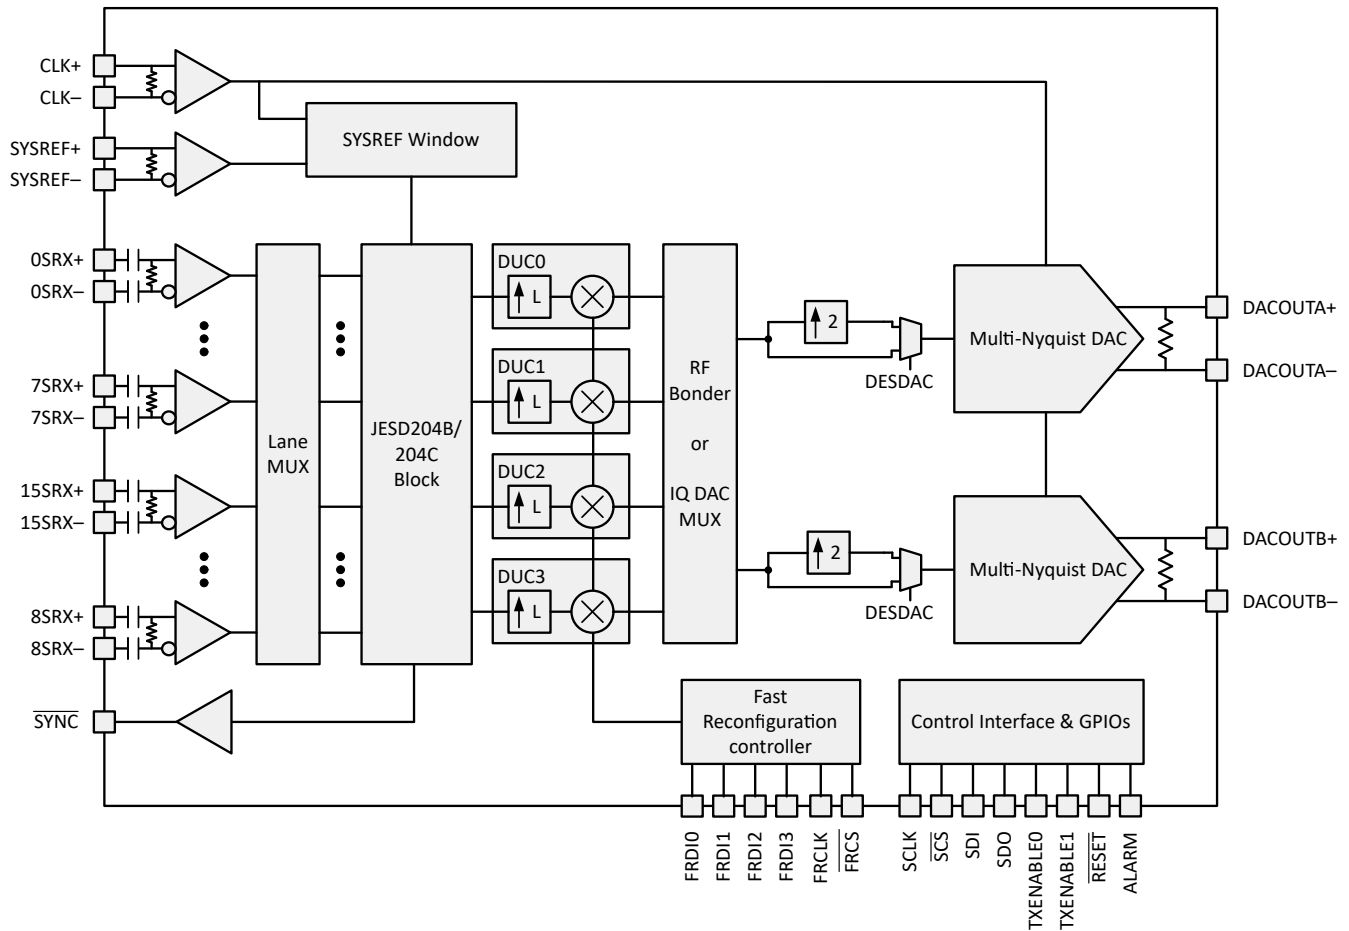 CLK+
CLK–
SYSREF+
SYSREF–
SYSREF Window
0SRX+
0SRX–
7SRX+
7SRX–
15SRX+
15SRX–
8SRX+
8SRX–
SYNC
Lane
MUX
JESD204B/
204C
Block
DUC0
L
DUC1
L
DUC2
L
DUC3
L
RF
Bonder
or
IQ DAC
MUX
2
DESDAC
Multi-Nyquist DAC
DACOUTA+
DACOUTA–
2
DESDAC
Multi-Nyquist DAC
DACOUTB+
DACOUTB–
Fast
Reconfiguration
controller
Control Interface & GPIOs
FRDI0
FRDI1
FRDI2
FRDI3
FRCLK
FRCS
SCLK
SCS
SDI
SDO
TXENABLE0
TXENABLE1
RESET
ALARM